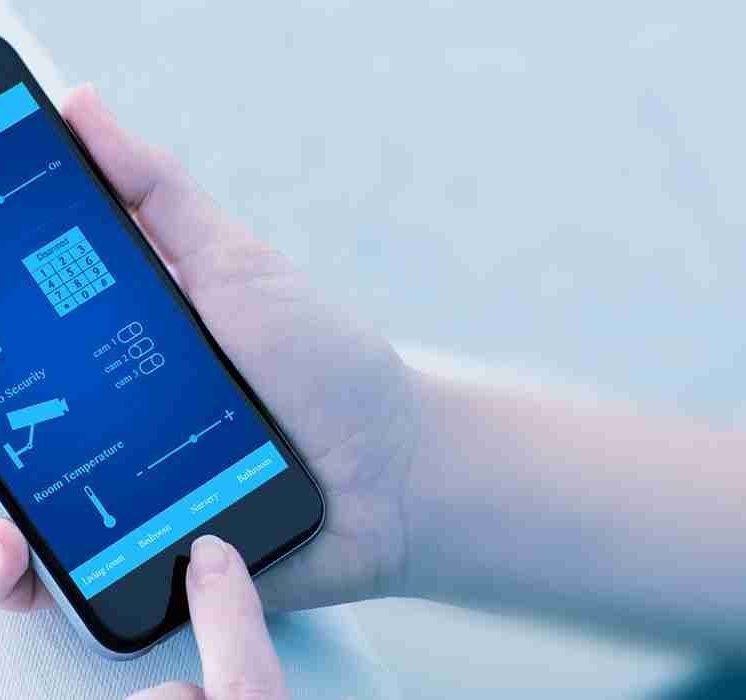 On
Disarmed
1 2 3
4 5 6
7 8 9
* 0 #
cam 1
cam 2
cam 3
Security
Room Temperature
- +
Living room Bedroom Nursery Bathroom